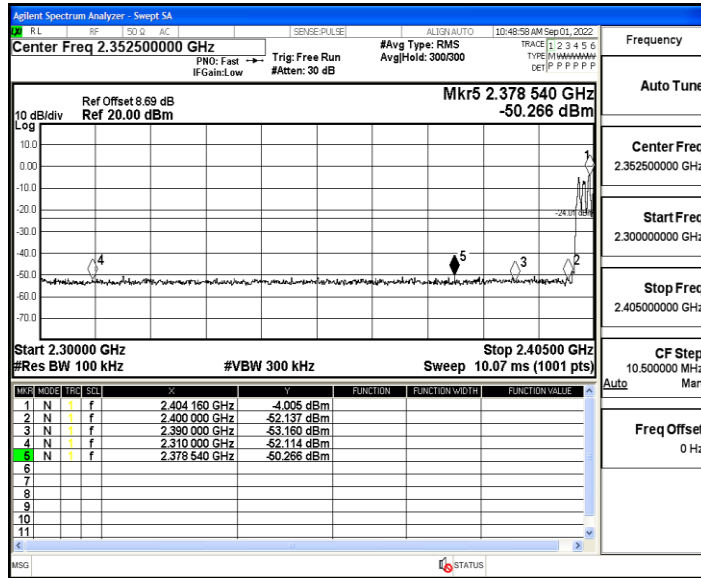 Agilent Spectrum Analyzer - Swept SA
RL RF 50 Ω AC SENSE:PULSE ALIGN AUTO 10:48:58 AM Sep 01, 2022
Center Freq 2.352500000 GHz
PNO: Fast
IFGain:Low
Trig: Free Run
#Atten: 30 dB
#Avg Type: RMS
Avg|Hold: 300/300
TRACE 1 2 3 4 5 6
TYPE M W W W W W
DET P P P P P P
Frequency
Mkr5 2.378 540 GHz
-50.266 dBm
Ref Offset 8.69 dB
10 dB/div Ref 20.00 dBm
Log
10.0
0.00
-10.0
-20.0
-30.0
-40.0
-50.0
-60.0
-70.0
1
-24.01 dBm
4
5
3
2
Start 2.30000 GHz Stop 2.40500 GHz
#Res BW 100 kHz #VBW 300 kHz Sweep 10.07 ms (1001 pts)
MKR MODE TRC SCL X Y FUNCTION FUNCTION WIDTH FUNCTION VALUE
1 N 1 f 2.404 160 GHz -4.005 dBm
2 N 1 f 2.400 000 GHz -52.137 dBm
3 N 1 f 2.390 000 GHz -53.160 dBm
4 N 1 f 2.310 000 GHz -52.114 dBm
5 N 1 f 2.378 540 GHz -50.266 dBm
6
7
8
9
10
11
MSG STATUS
Auto Tune
Center Freq
2.352500000 GHz
Start Freq
2.300000000 GHz
Stop Freq
2.405000000 GHz
CF Step
10.500000 MHz
Auto Man
Freq Offset
0 Hz